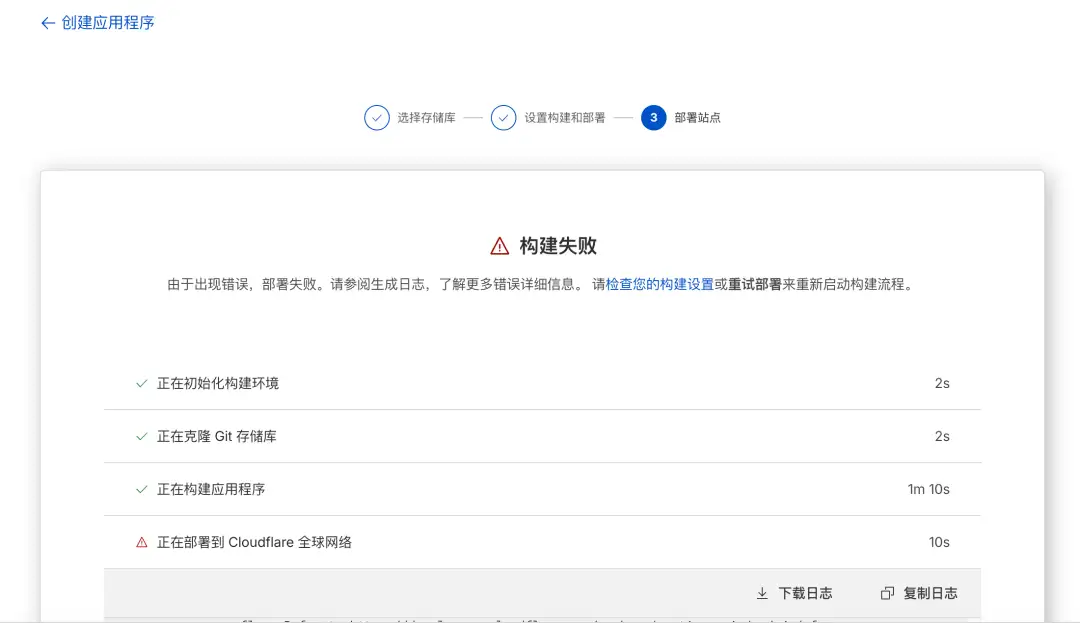 ← 创建应用程序
选择存储库 设置构建和部署 3 部署站点
构建失败
由于出现错误，部署失败。请参阅生成日志，了解更多错误详细信息。 请检查您的构建设置或重试部署来重新启动构建流程。
正在初始化构建环境 2s
正在克隆 Git 存储库 2s
正在构建应用程序 1m 10s
正在部署到 Cloudflare 全球网络 10s
下载日志 复制日志